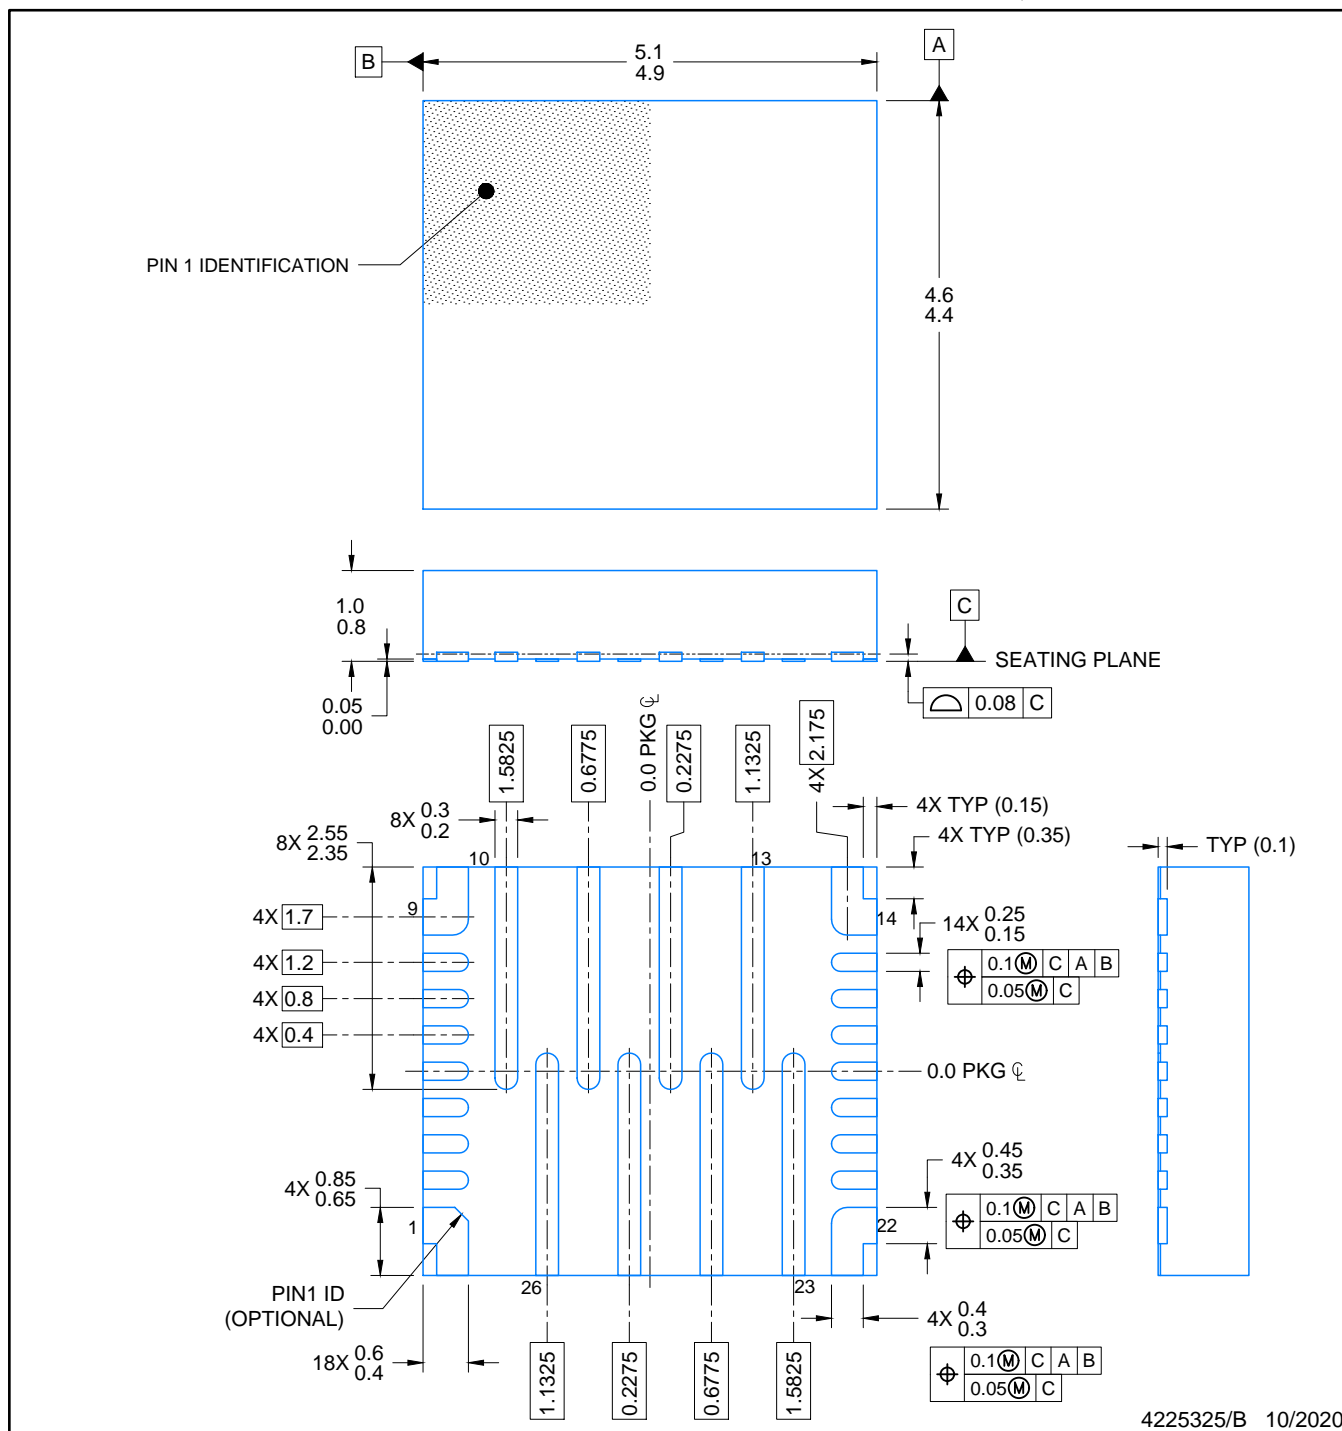 B
5.1
4.9
A
PIN 1 IDENTIFICATION
4.6
4.4
1.0
0.8
C
SEATING PLANE
0.05
0.00
0.08 C
1.5825
0.6775
0.0 PKG ℄
0.2275
1.1325
4X 2.175
8X 0.3
0.2
4X TYP (0.15)
8X 2.55
2.35
4X TYP (0.35)
TYP (0.1)
10
13
9
14
4X 1.7
14X 0.25
0.15
4X 1.2
0.1 Ⓜ C A B
0.05 Ⓜ C
4X 0.8
4X 0.4
0.0 PKG ℄
4X 0.45
0.35
4X 0.85
0.65
0.1 Ⓜ C A B
0.05 Ⓜ C
1
22
26
23
PIN1 ID
(OPTIONAL)
4X 0.4
0.3
18X 0.6
0.4
0.1 Ⓜ C A B
0.05 Ⓜ C
1.1325
0.2275
0.6775
1.5825
4225325/B 10/2020